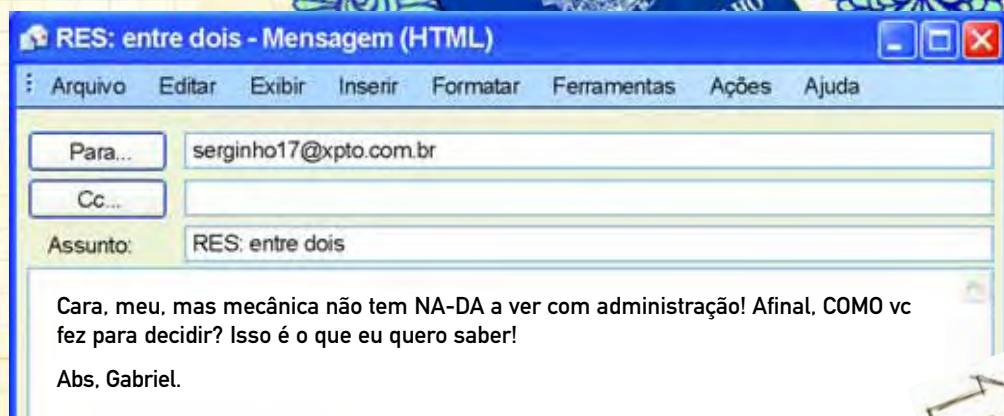 RES: entre dois - Mensagem (HTML)
Arquivo Editar Exibir Inserir Formatar Ferramentas Ações Ajuda
Para... serginho17@xpto.com.br
Cc...
Assunto: RES: entre dois
Cara, meu, mas mecânica não tem NA-DA a ver com administração! Afinal, COMO vc
fez para decidir? Isso é o que eu quero saber!
Abs, Gabriel.